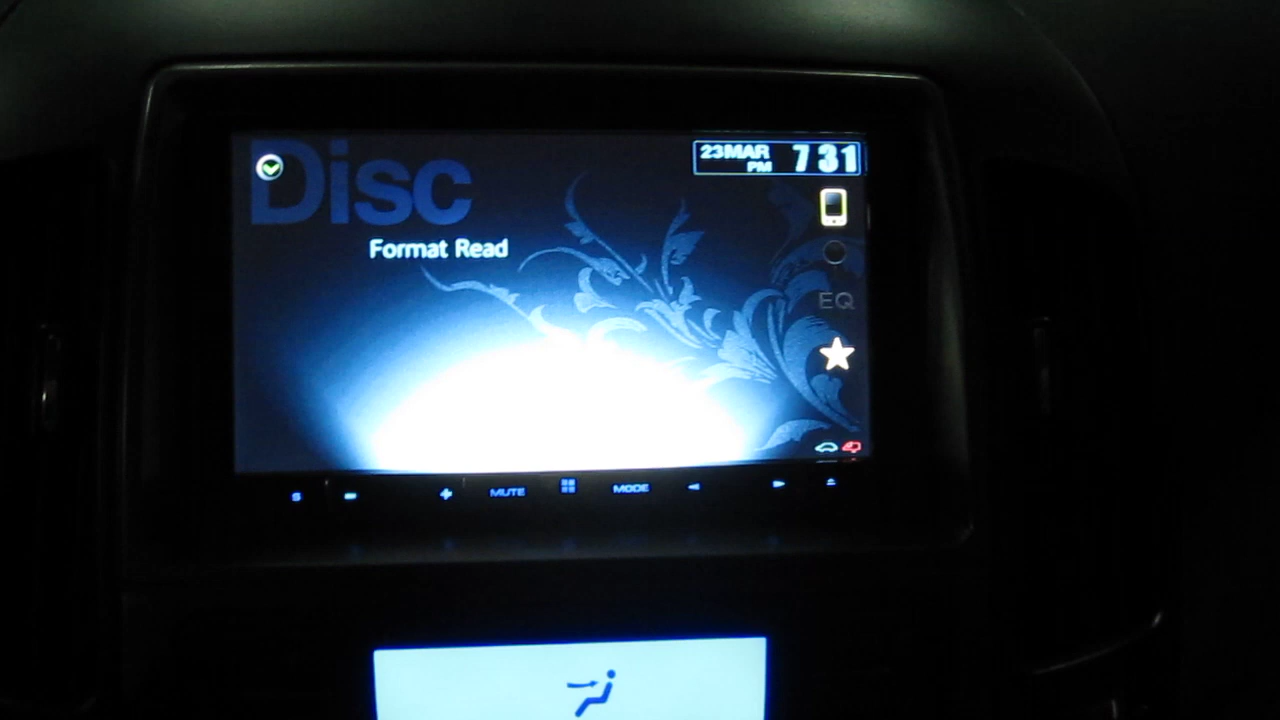 Disc
23MAR
PM 7 31
Format Read
EQ
S MUTE MODE